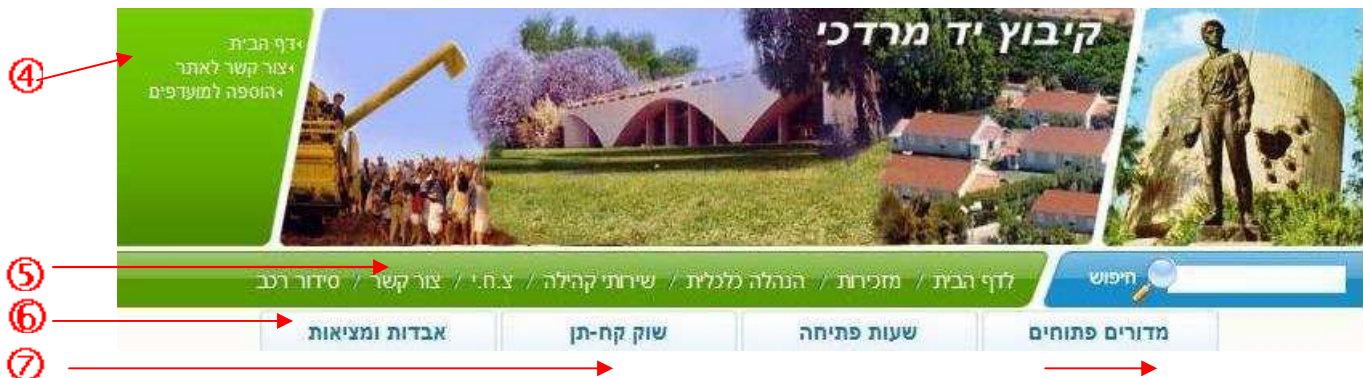 קיבוץ יד מרדכי
④
דף הבית
צור קשר לאתר
הוספה למועדפים
⑤
חיפוש
לדף הבית / מזכירות / הנהלה כלכלית / שירותי קהילה / צ.ח.י / צור קשר / סידור רכב
⑥
מדורים פתוחים
שעות פתיחה
שוק קח-תן
אבדות ומציאות
⑦